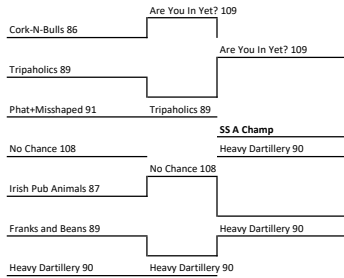 Are You In Yet? 109
Cork-N-Bulls 86
Are You In Yet? 109
Tripaholics 89
Phat+Misshaped 91
Tripaholics 89
SS A Champ
No Chance 108
Heavy Dartillery 90
No Chance 108
Irish Pub Animals 87
Franks and Beans 89
Heavy Dartillery 90
Heavy Dartillery 90
Heavy Dartillery 90